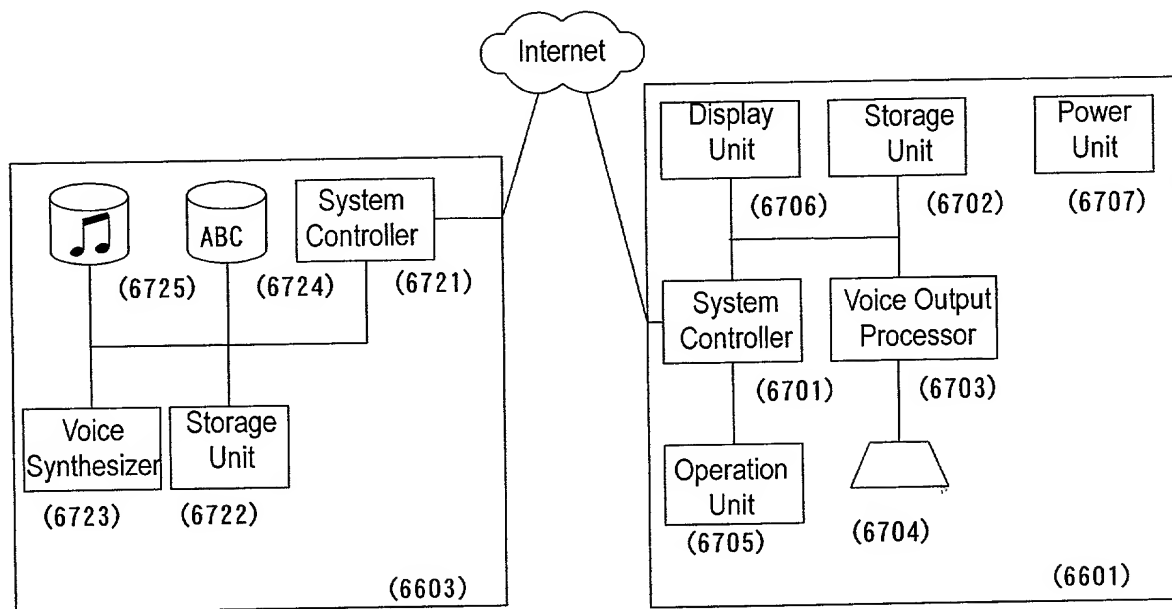 Internet
ABC
System
Controller
(6725)
(6724)
(6721)
Voice
Synthesizer
(6723)
Storage
Unit
(6722)
(6603)
Display
Unit
(6706)
Storage
Unit
(6702)
Power
Unit
(6707)
System
Controller
(6701)
Voice Output
Processor
(6703)
Operation
Unit
(6705)
(6704)
(6601)